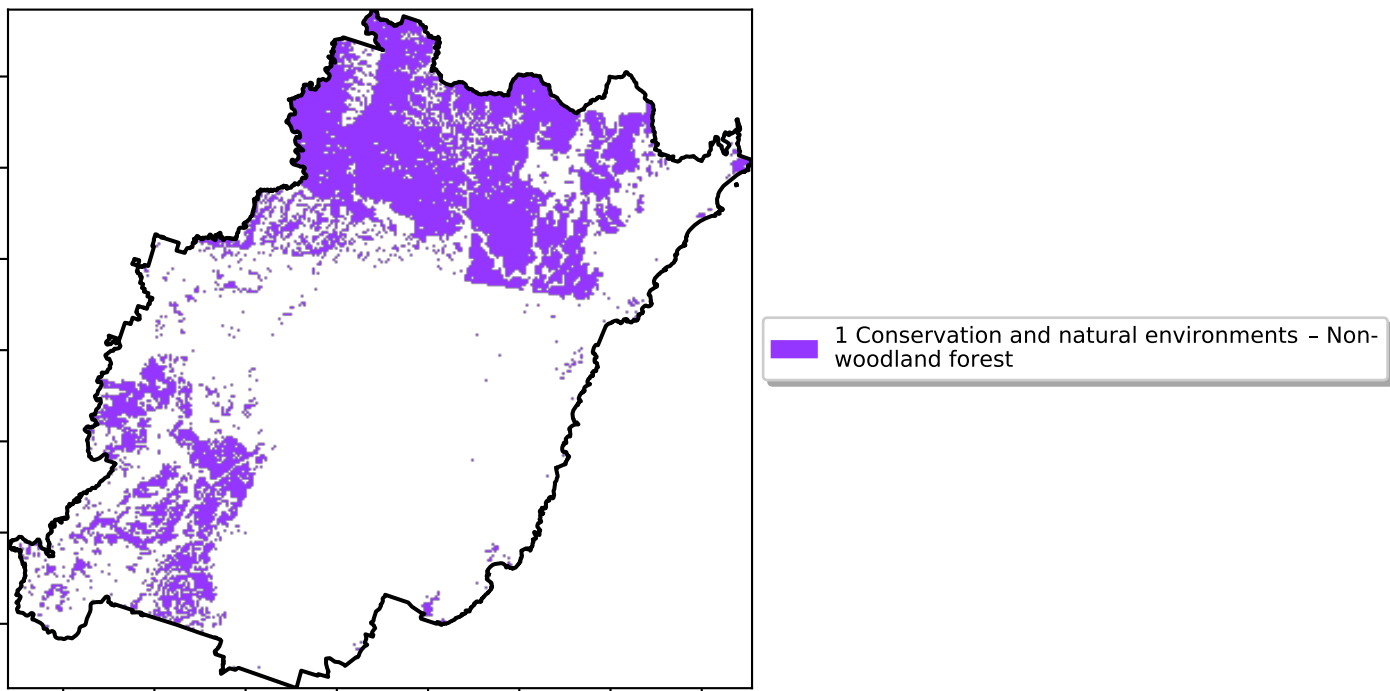 1 Conservation and natural environments – Non-
woodland forest